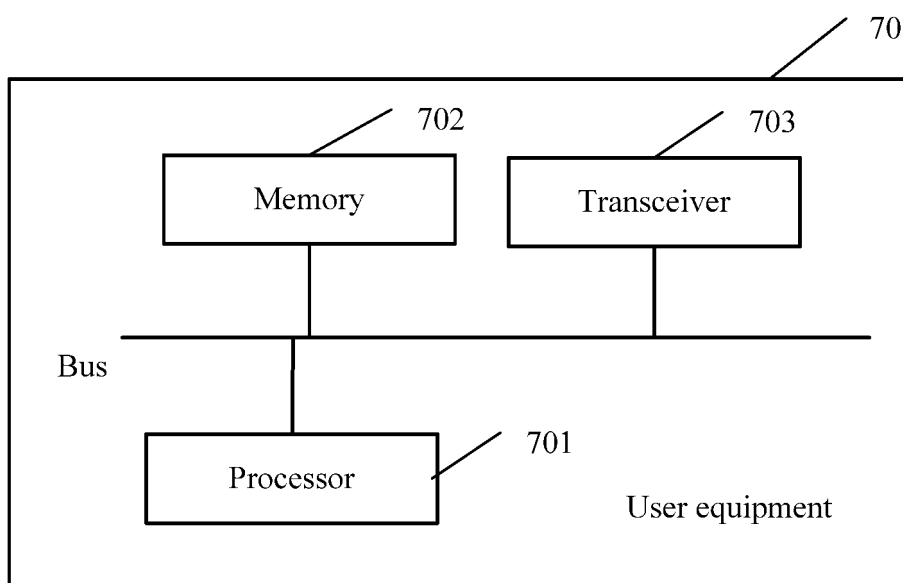 70
702
703
Memory
Transceiver
Bus
701
Processor
User equipment